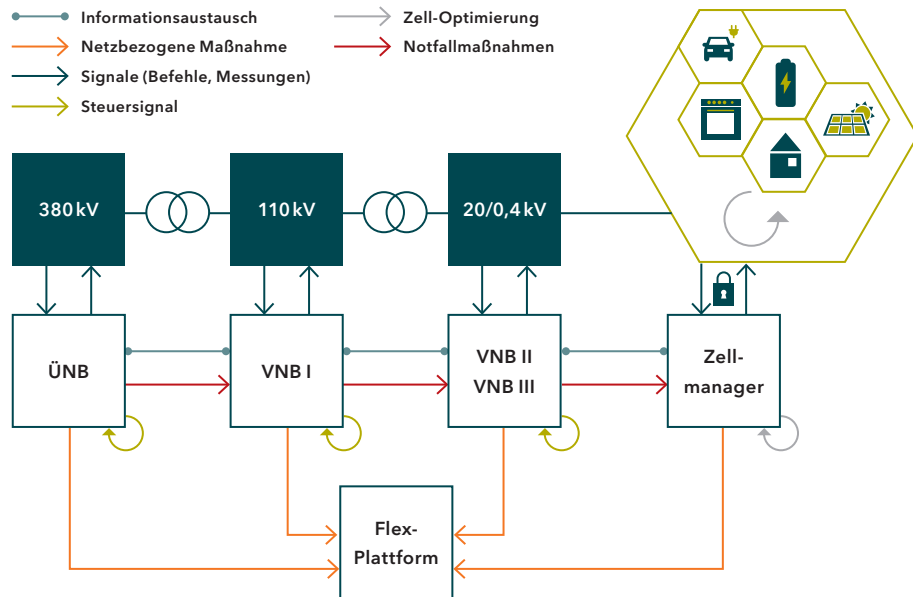 Informationsaustausch
Netzbezogene Maßnahme
Signale (Befehle, Messungen)
Steuersignal
Zell-Optimierung
Notfallmaßnahmen
380 kV
110 kV
20/0,4 kV
ÜNB
VNB I
VNB II
VNB III
Zell-
manager
Flex-
Plattform